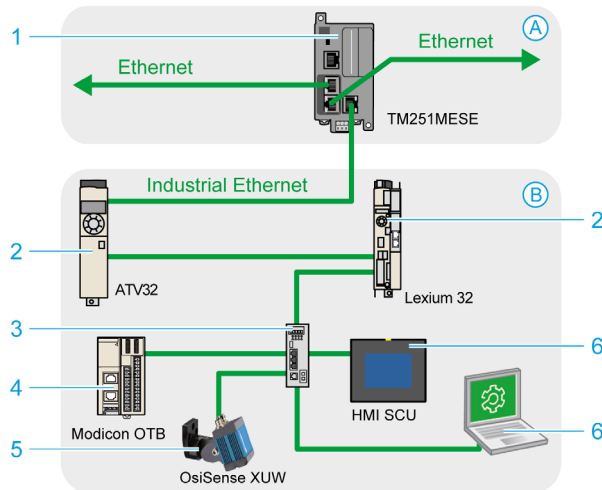 A
1
Ethernet
Ethernet
TM251MESE
Industrial Ethernet
B
2
2
ATV32
Lexium 32
3
6
4
HMI SCU
Modicon OTB
6
5
OsiSense XUW